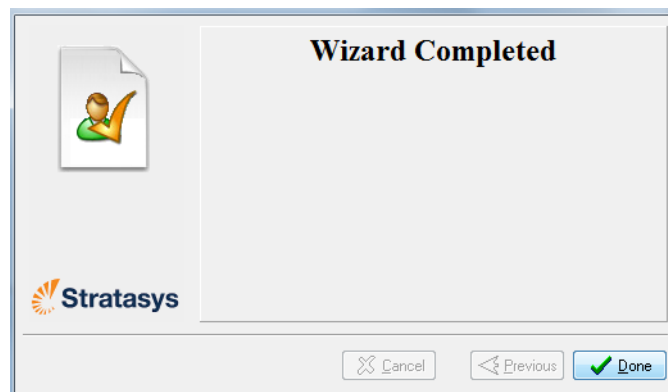 Wizard Completed
Stratasys
Cancel
Previous
Done